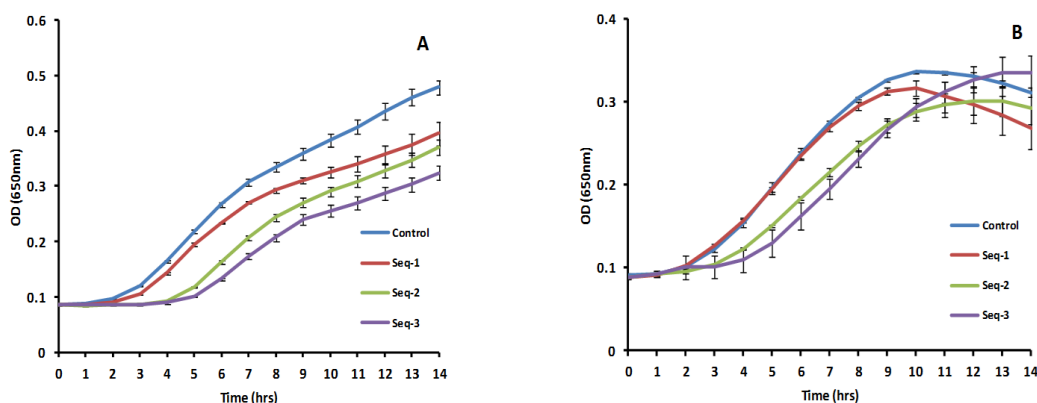 A
OD (650nm)
0.6
0.5
0.4
0.3
0.2
0.1
0
Control
Seq-1
Seq-2
Seq-3
0 1 2 3 4 5 6 7 8 9 10 11 12 13 14
Time (hrs)
B
OD (650nm)
0.4
0.3
0.2
0.1
0
Control
Seq-1
Seq-2
Seq-3
0 1 2 3 4 5 6 7 8 9 10 11 12 13 14
Time (hrs)